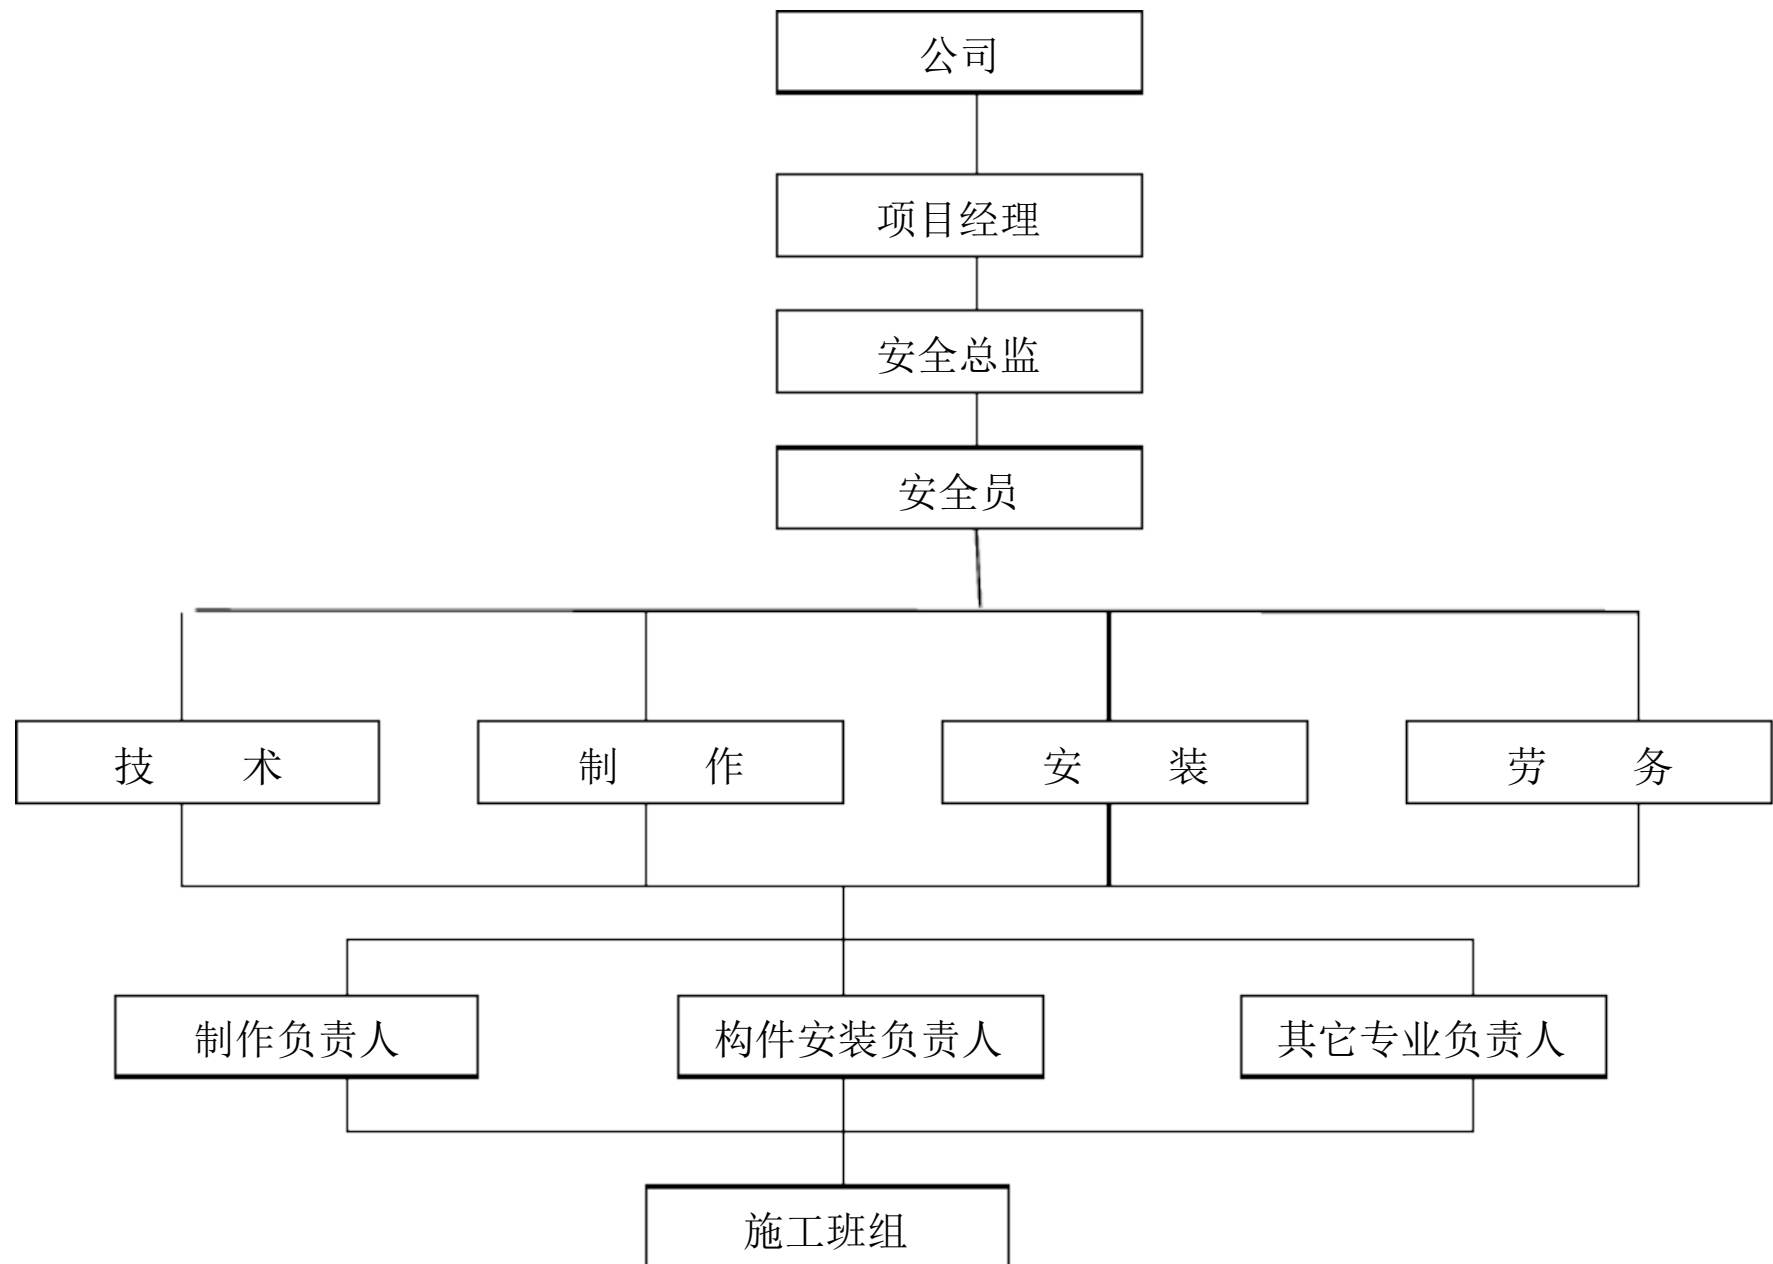 公司
项目经理
安全总监
安全员
技 术
制 作
安 装
劳 务
制作负责人
构件安装负责人
其它专业负责人
施工班组